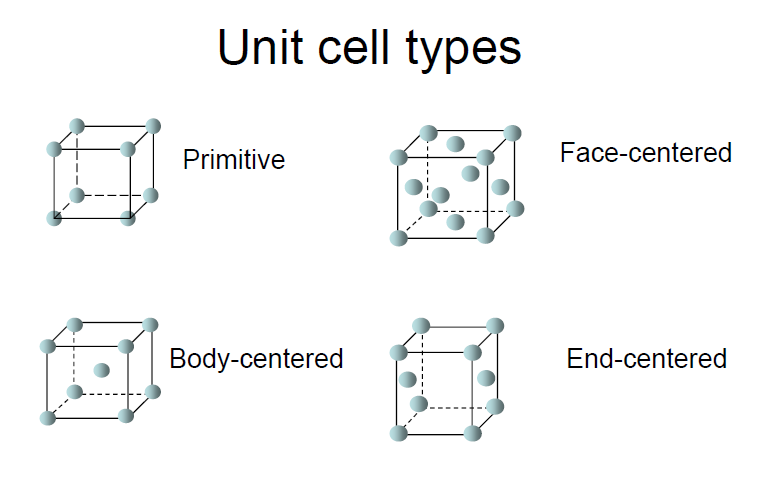 Unit cell types
Primitive
Face-centered
Body-centered
End-centered